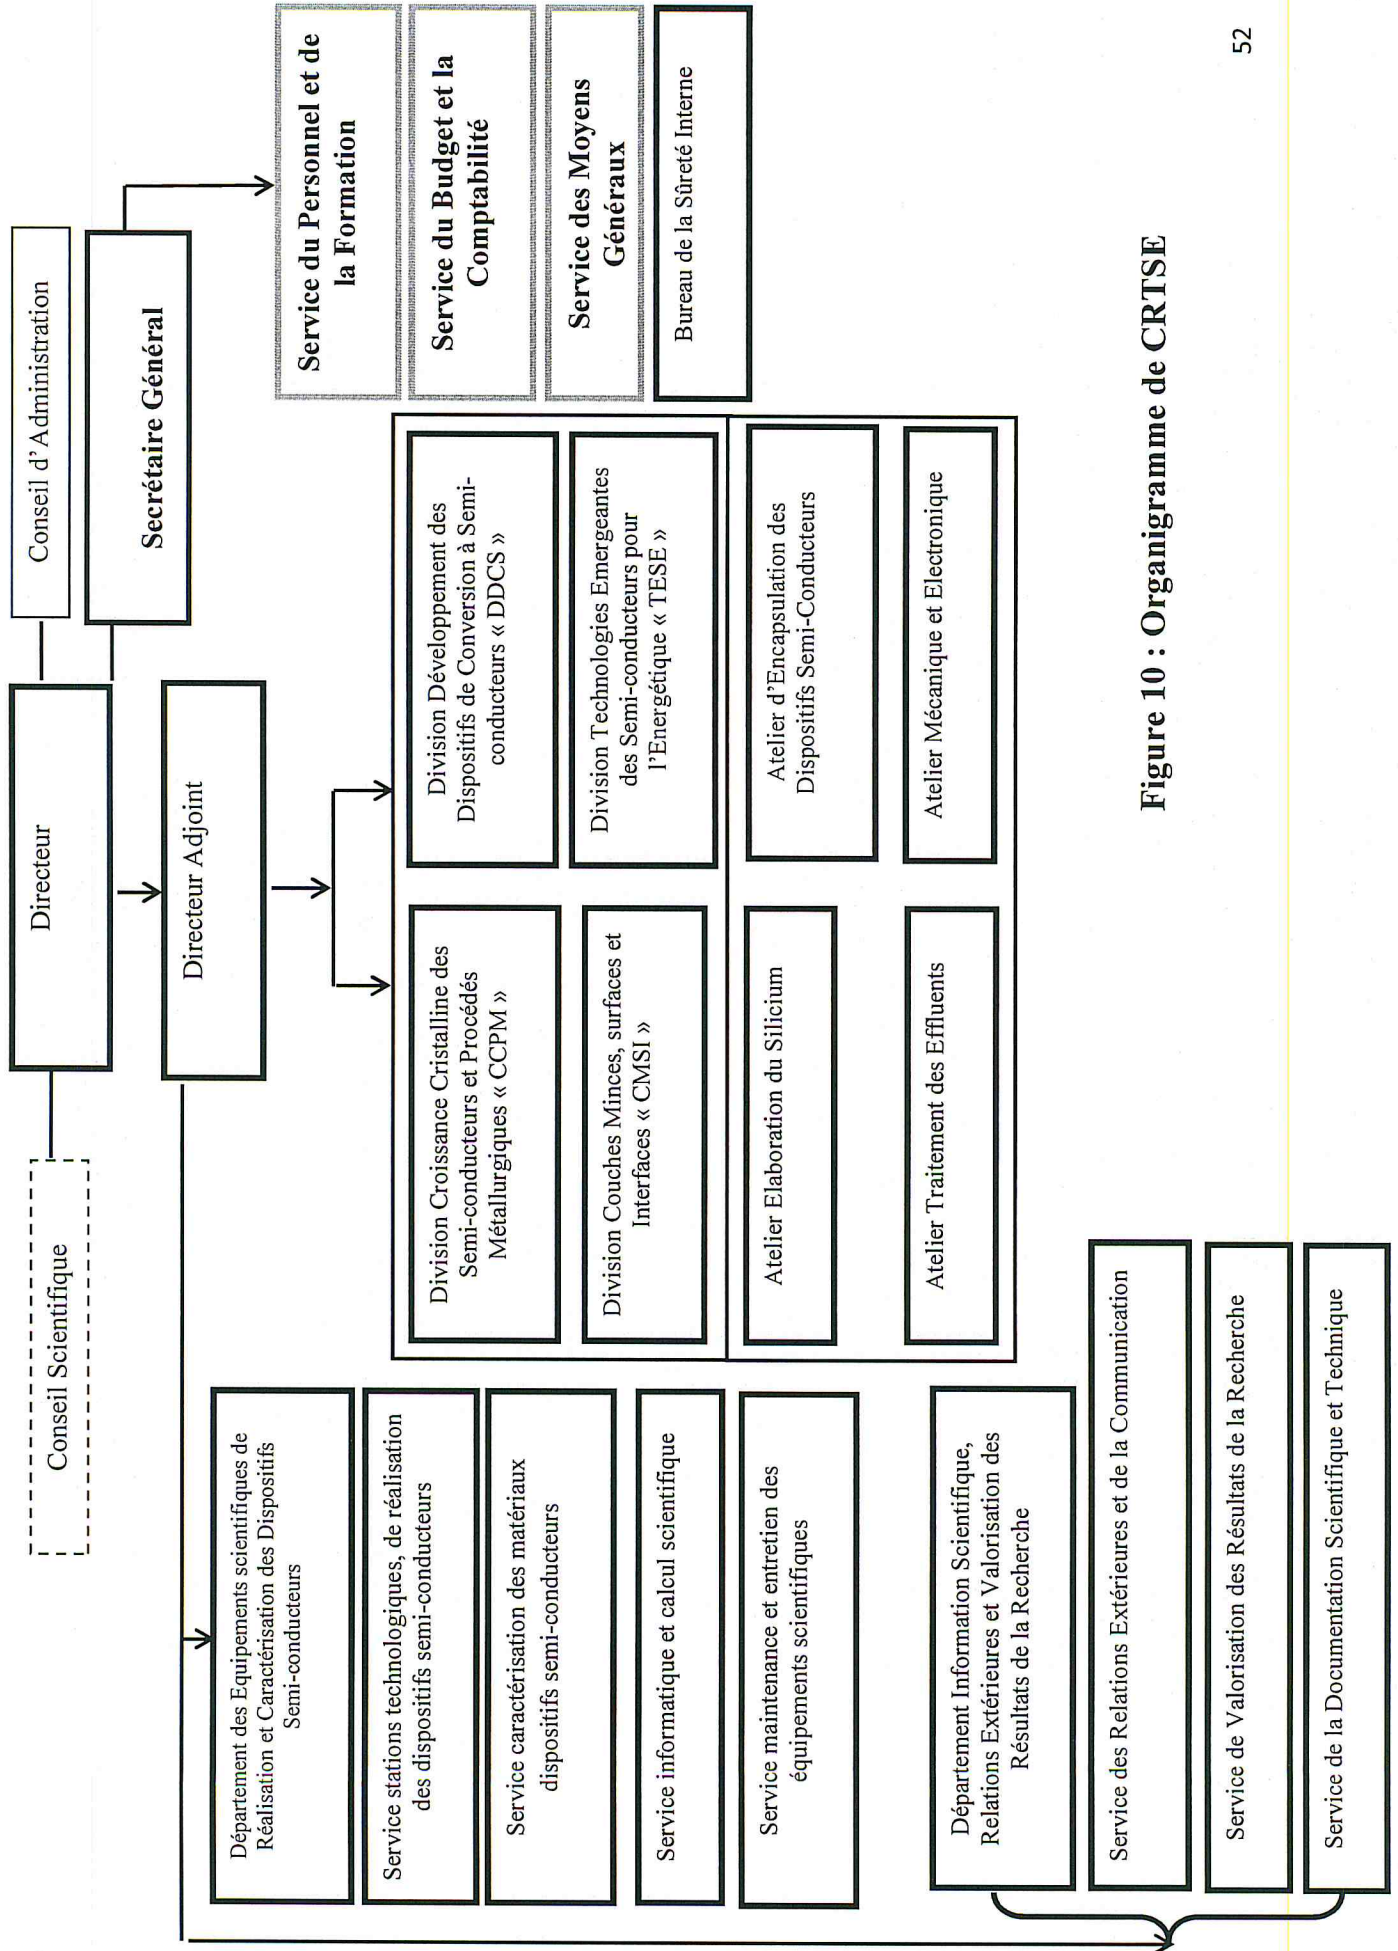 Conseil Scientifique
Directeur
Conseil d'Administration
Secrétaire Général
Directeur Adjoint
Service du Personnel et de
la Formation
Service du Budget et la
Comptabilité
Service des Moyens
Généraux
Bureau de la Sûreté Interne
Département des Equipements scientifiques de
Réalisation et Caractérisation des Dispositifs
Semi-conducteurs
Service stations technologiques, de réalisation
des dispositifs semi-conducteurs
Service caractérisation des matériaux
dispositifs semi-conducteurs
Service informatique et calcul scientifique
Service maintenance et entretien des
équipements scientifiques
Division Croissance Cristalline des
Semi-conducteurs et Procédés
Métallurgiques « CCPM »
Division Développement des
Dispositifs de Conversion à Semi-
conducteurs « DDCS »
Division Couches Minces, surfaces et
Interfaces « CMSI »
Division Technologies Emergeantes
des Semi-conducteurs pour
l'Energétique « TESE »
Atelier Elaboration du Silicium
Atelier d'Encapsulation des
Dispositifs Semi-Conducteurs
Atelier Traitement des Effluents
Atelier Mécanique et Electronique
Département Information Scientifique,
Relations Extérieures et Valorisation des
Résultats de la Recherche
Service des Relations Extérieures et de la Communication
Service de Valorisation des Résultats de la Recherche
Service de la Documentation Scientifique et Technique
Figure 10 : Organigramme de CRTSE
52